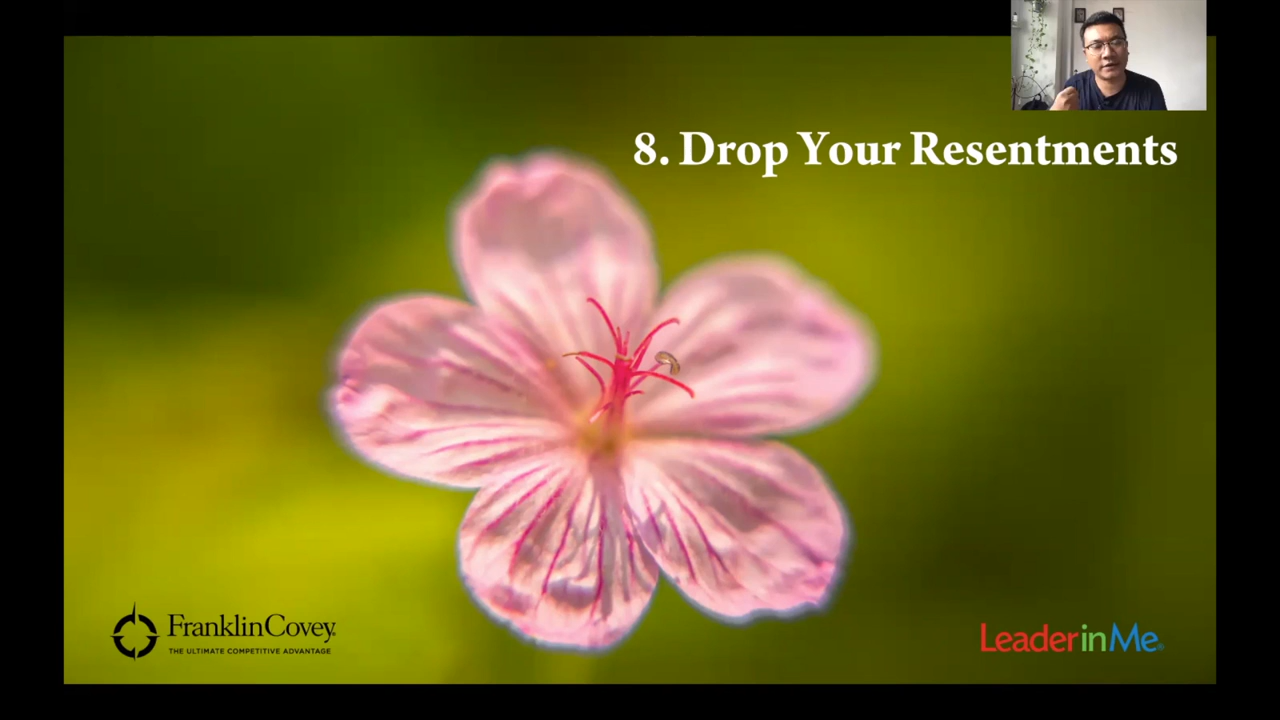 8. Drop Your Resentments
FranklinCovey
THE ULTIMATE COMPETITIVE ADVANTAGE
LeaderinMe